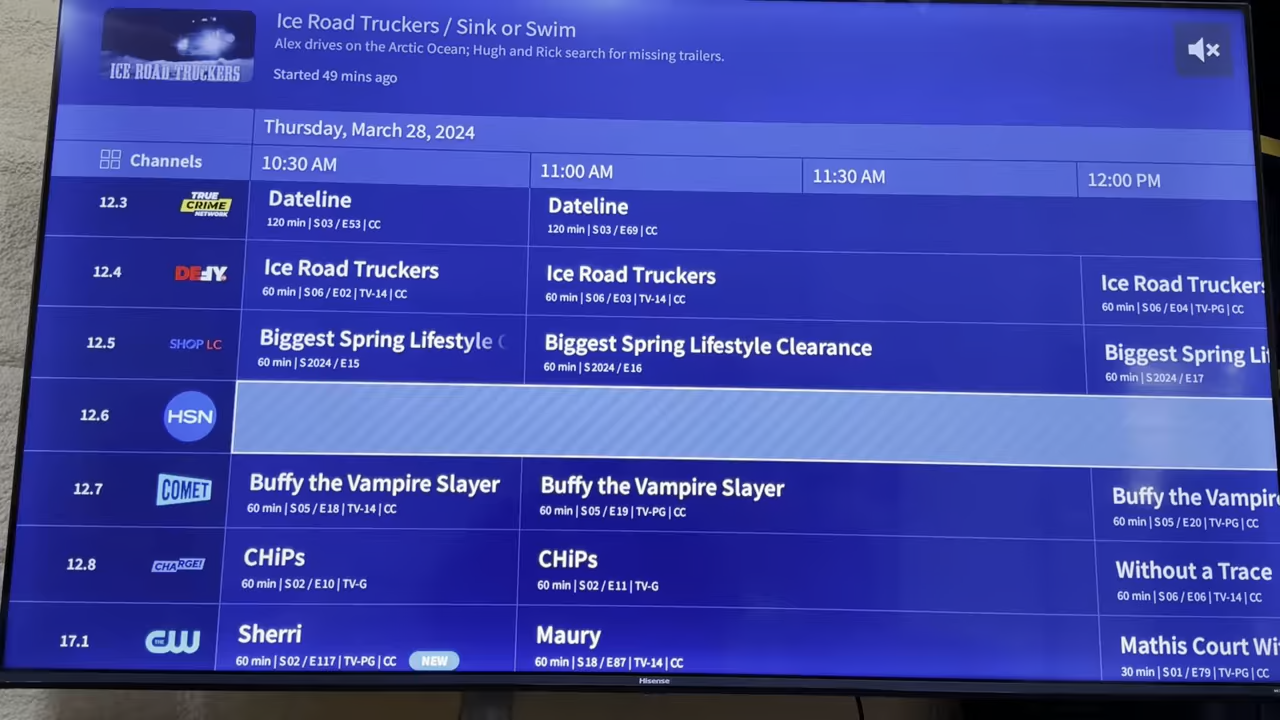 ICE ROAD TRUCKERS
Ice Road Truckers / Sink or Swim
Alex drives on the Arctic Ocean; Hugh and Rick search for missing trailers.
Started 49 mins ago
Thursday, March 28, 2024
Channels
10:30 AM
11:00 AM
11:30 AM
12:00 PM
12.3
TRUE
CRIME
NETWORK
Dateline
120 min | S03 / E53 | CC
Dateline
120 min | S03 / E69 | CC
12.4
DEFY.
Ice Road Truckers
60 min | S06 / E02 | TV-14 | CC
Ice Road Truckers
60 min | S06 / E03 | TV-14 | CC
Ice Road Truckers
60 min | S06 / E04 | TV-PG | CC
12.5
SHOP LC
Biggest Spring Lifestyle C
60 min | S2024 / E15
Biggest Spring Lifestyle Clearance
60 min | S2024 / E16
Biggest Spring Lif
60 min | S2024 / E17
12.6
HSN
12.7
COMET
Buffy the Vampire Slayer
60 min | S05 / E18 | TV-14 | CC
Buffy the Vampire Slayer
60 min | S05 / E19 | TV-PG | CC
Buffy the Vampir
60 min | S05 / E20 | TV-PG | CC
12.8
CHARGE!
CHiPs
60 min | S02 / E10 | TV-G
CHiPs
60 min | S02 / E11 | TV-G
Without a Trace
60 min | S06 / E06 | TV-14 | CC
17.1
THE CW
Sherri
60 min | S02 / E117 | TV-PG | CC
NEW
Maury
60 min | S18 / E87 | TV-14 | CC
Mathis Court Wi
30 min | S01 / E79 | TV-PG | CC
Hisense